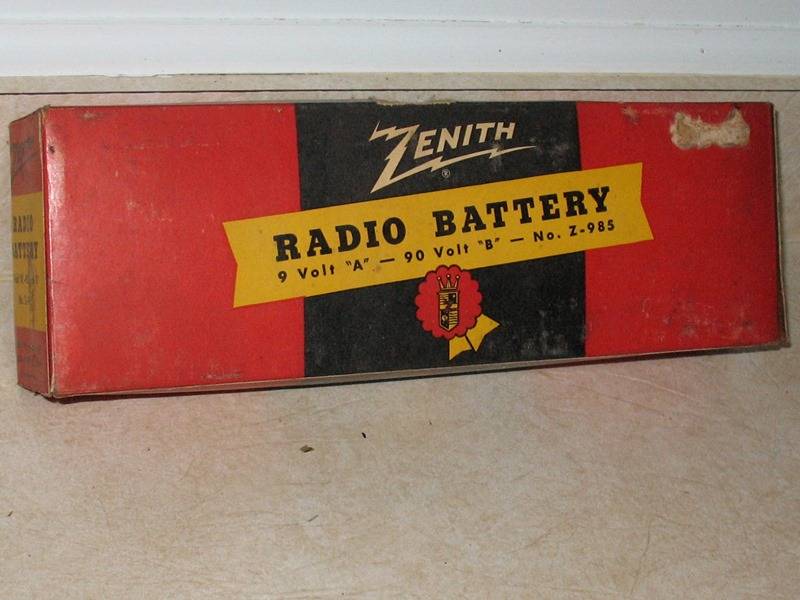 ZENITH
®
RADIO BATTERY
9 Volt "A" — 90 Volt "B" — No. Z-985
RADIO
BATTERY